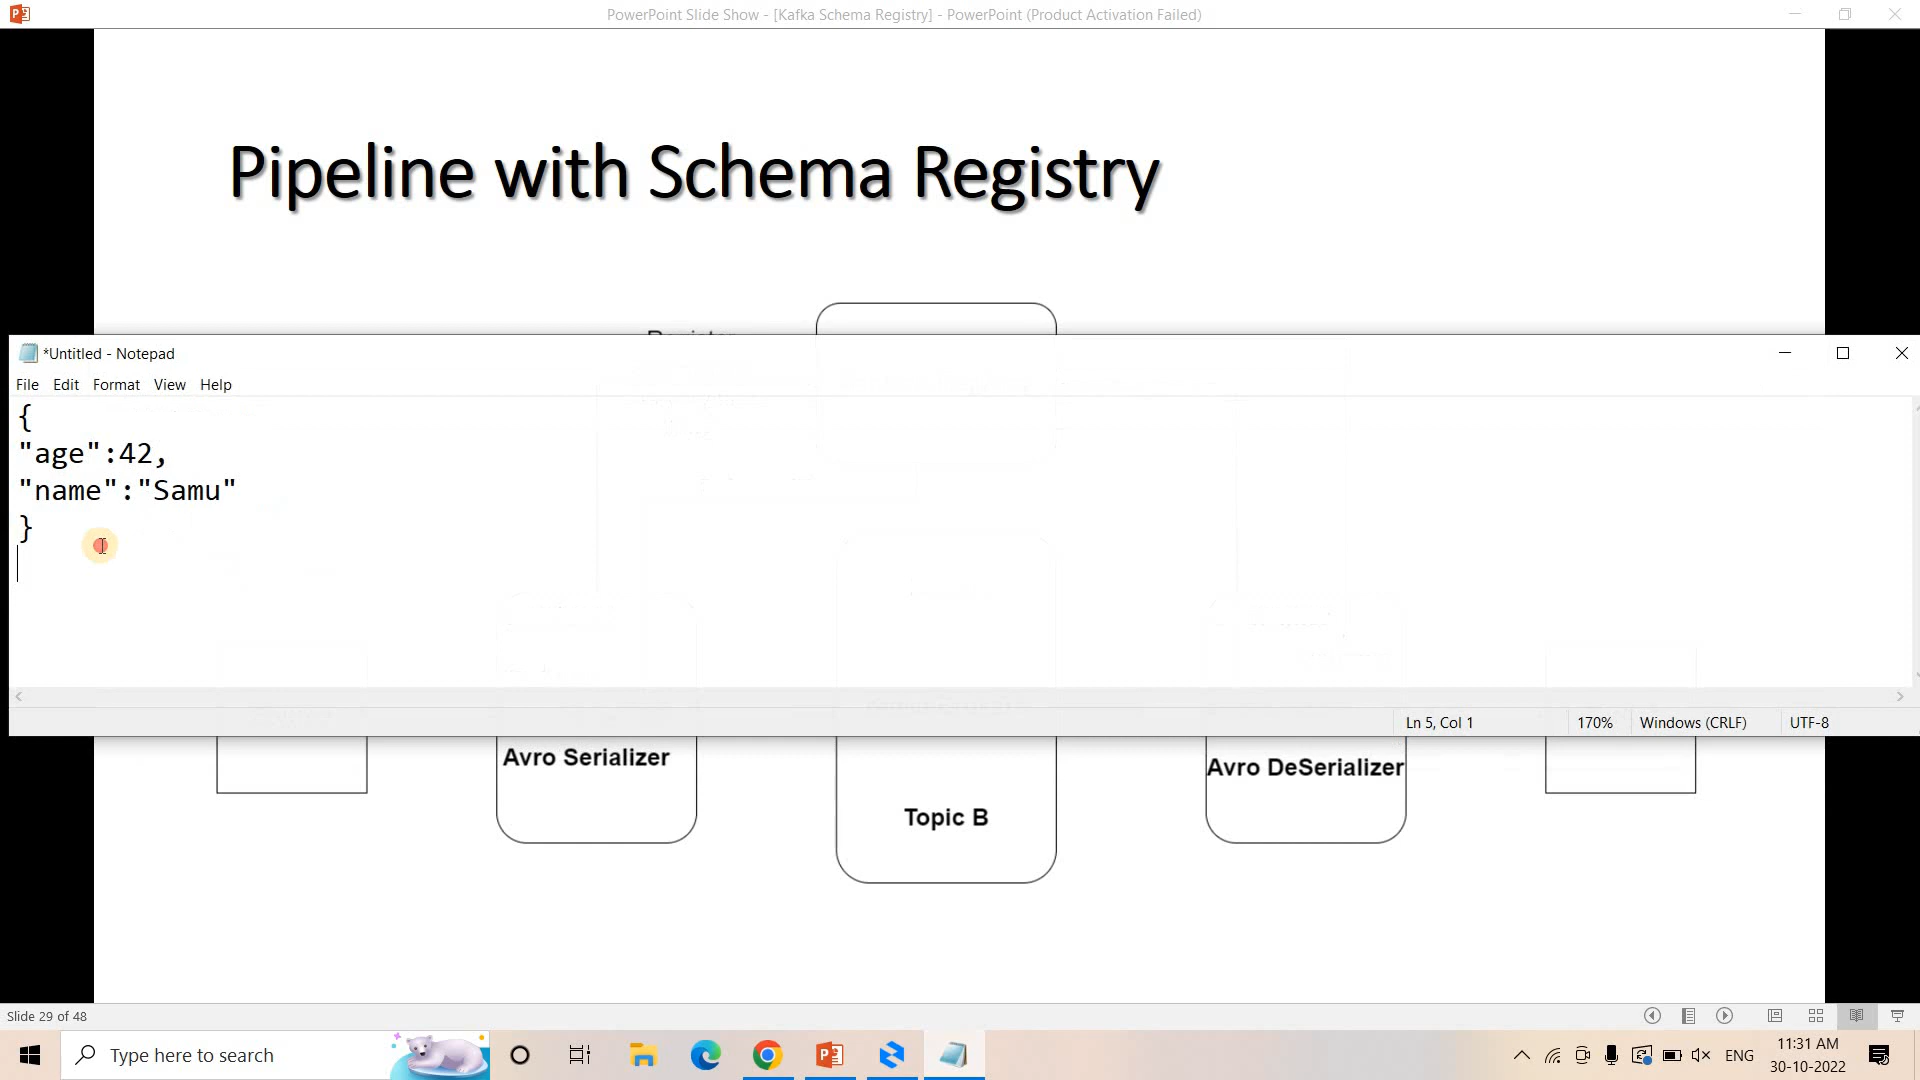 PowerPoint Slide Show - [Kafka Schema Registry] - PowerPoint (Product Activation Failed)
Pipeline with Schema Registry
*Untitled - Notepad
File Edit Format View Help
{
"age":42,
"name":"Samu"
}
Ln 5, Col 1 170% Windows (CRLF) UTF-8
Avro Serializer
Avro DeSerializer
Topic B
Slide 29 of 48
Type here to search
ENG
11:31 AM
30-10-2022